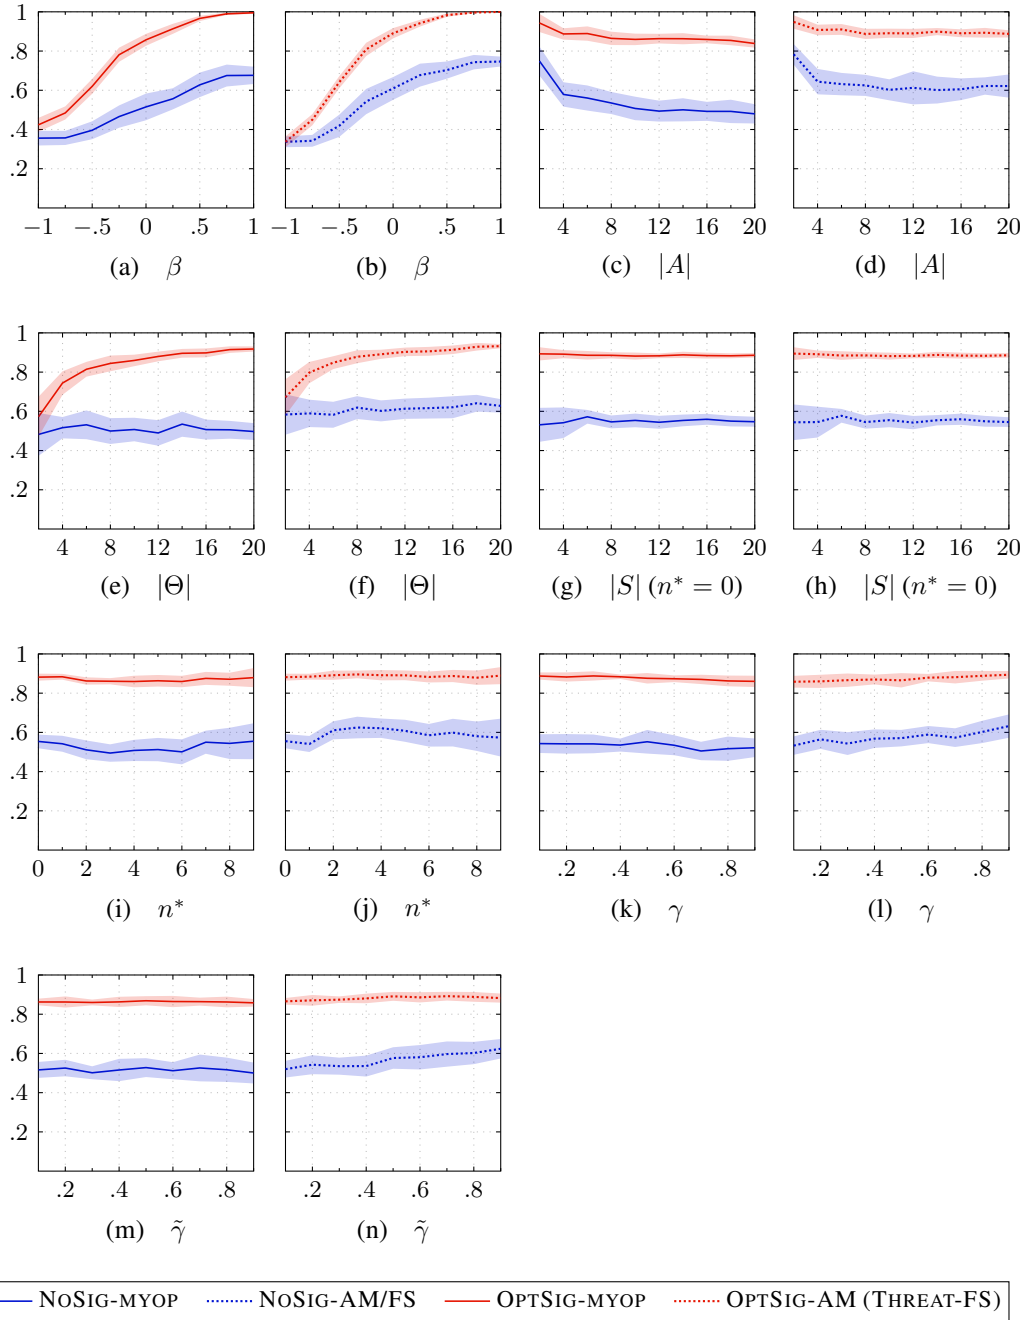 1
.8
.6
.4
.2
−1 −.5 0 .5 1 −1 −.5 0 .5 1 4 8 12 16 20 4 8 12 16 20
(a) β (b) β (c) |A| (d) |A|
1
.8
.6
.4
.2
4 8 12 16 20 4 8 12 16 20 4 8 12 16 20 4 8 12 16 20
(e) |Θ| (f) |Θ| (g) |S| (n* = 0) (h) |S| (n* = 0)
1
.8
.6
.4
.2
0 2 4 6 8 0 2 4 6 8 .2 .4 .6 .8 .2 .4 .6 .8
(i) n* (j) n* (k) γ (l) γ
1
.8
.6
.4
.2
.2 .4 .6 .8 .2 .4 .6 .8
(m) γ̃ (n) γ̃
NOSIG-MYOP NOSIG-AM/FS OPTSIG-MYOP OPTSIG-AM (THREAT-FS)